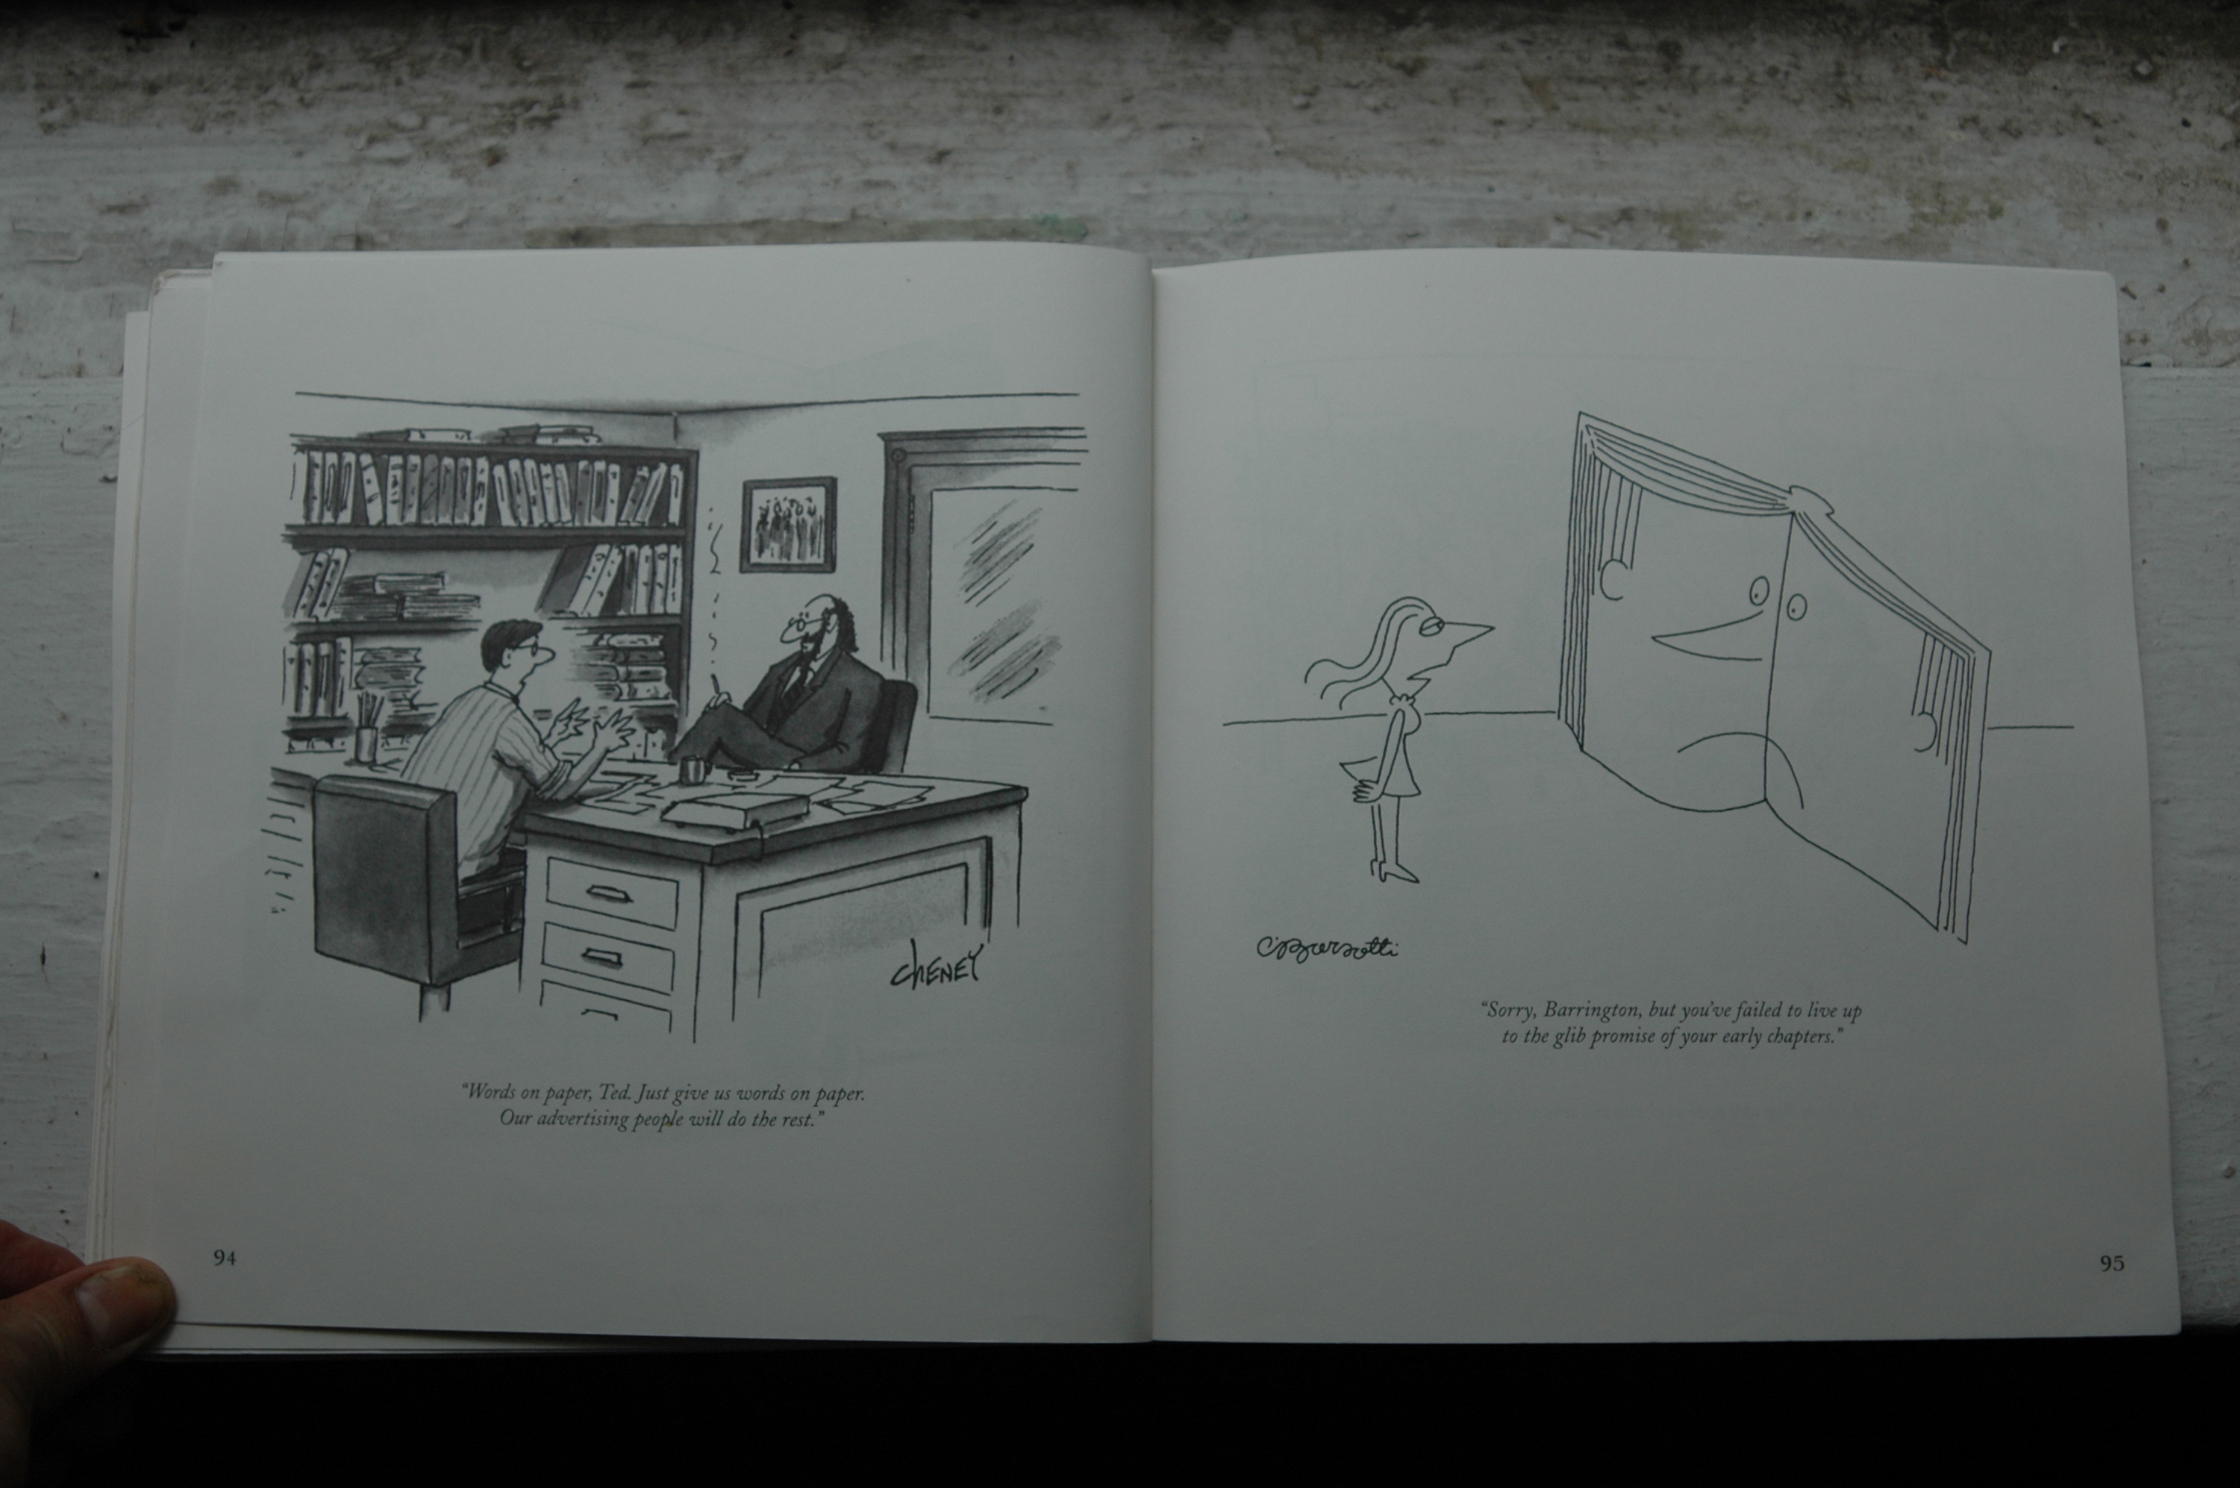 CHENEY
“Words on paper, Ted. Just give us words on paper.
Our advertising people will do the rest.”
94
CBarsotti
“Sorry, Barrington, but you’ve failed to live up
to the glib promise of your early chapters.”
95